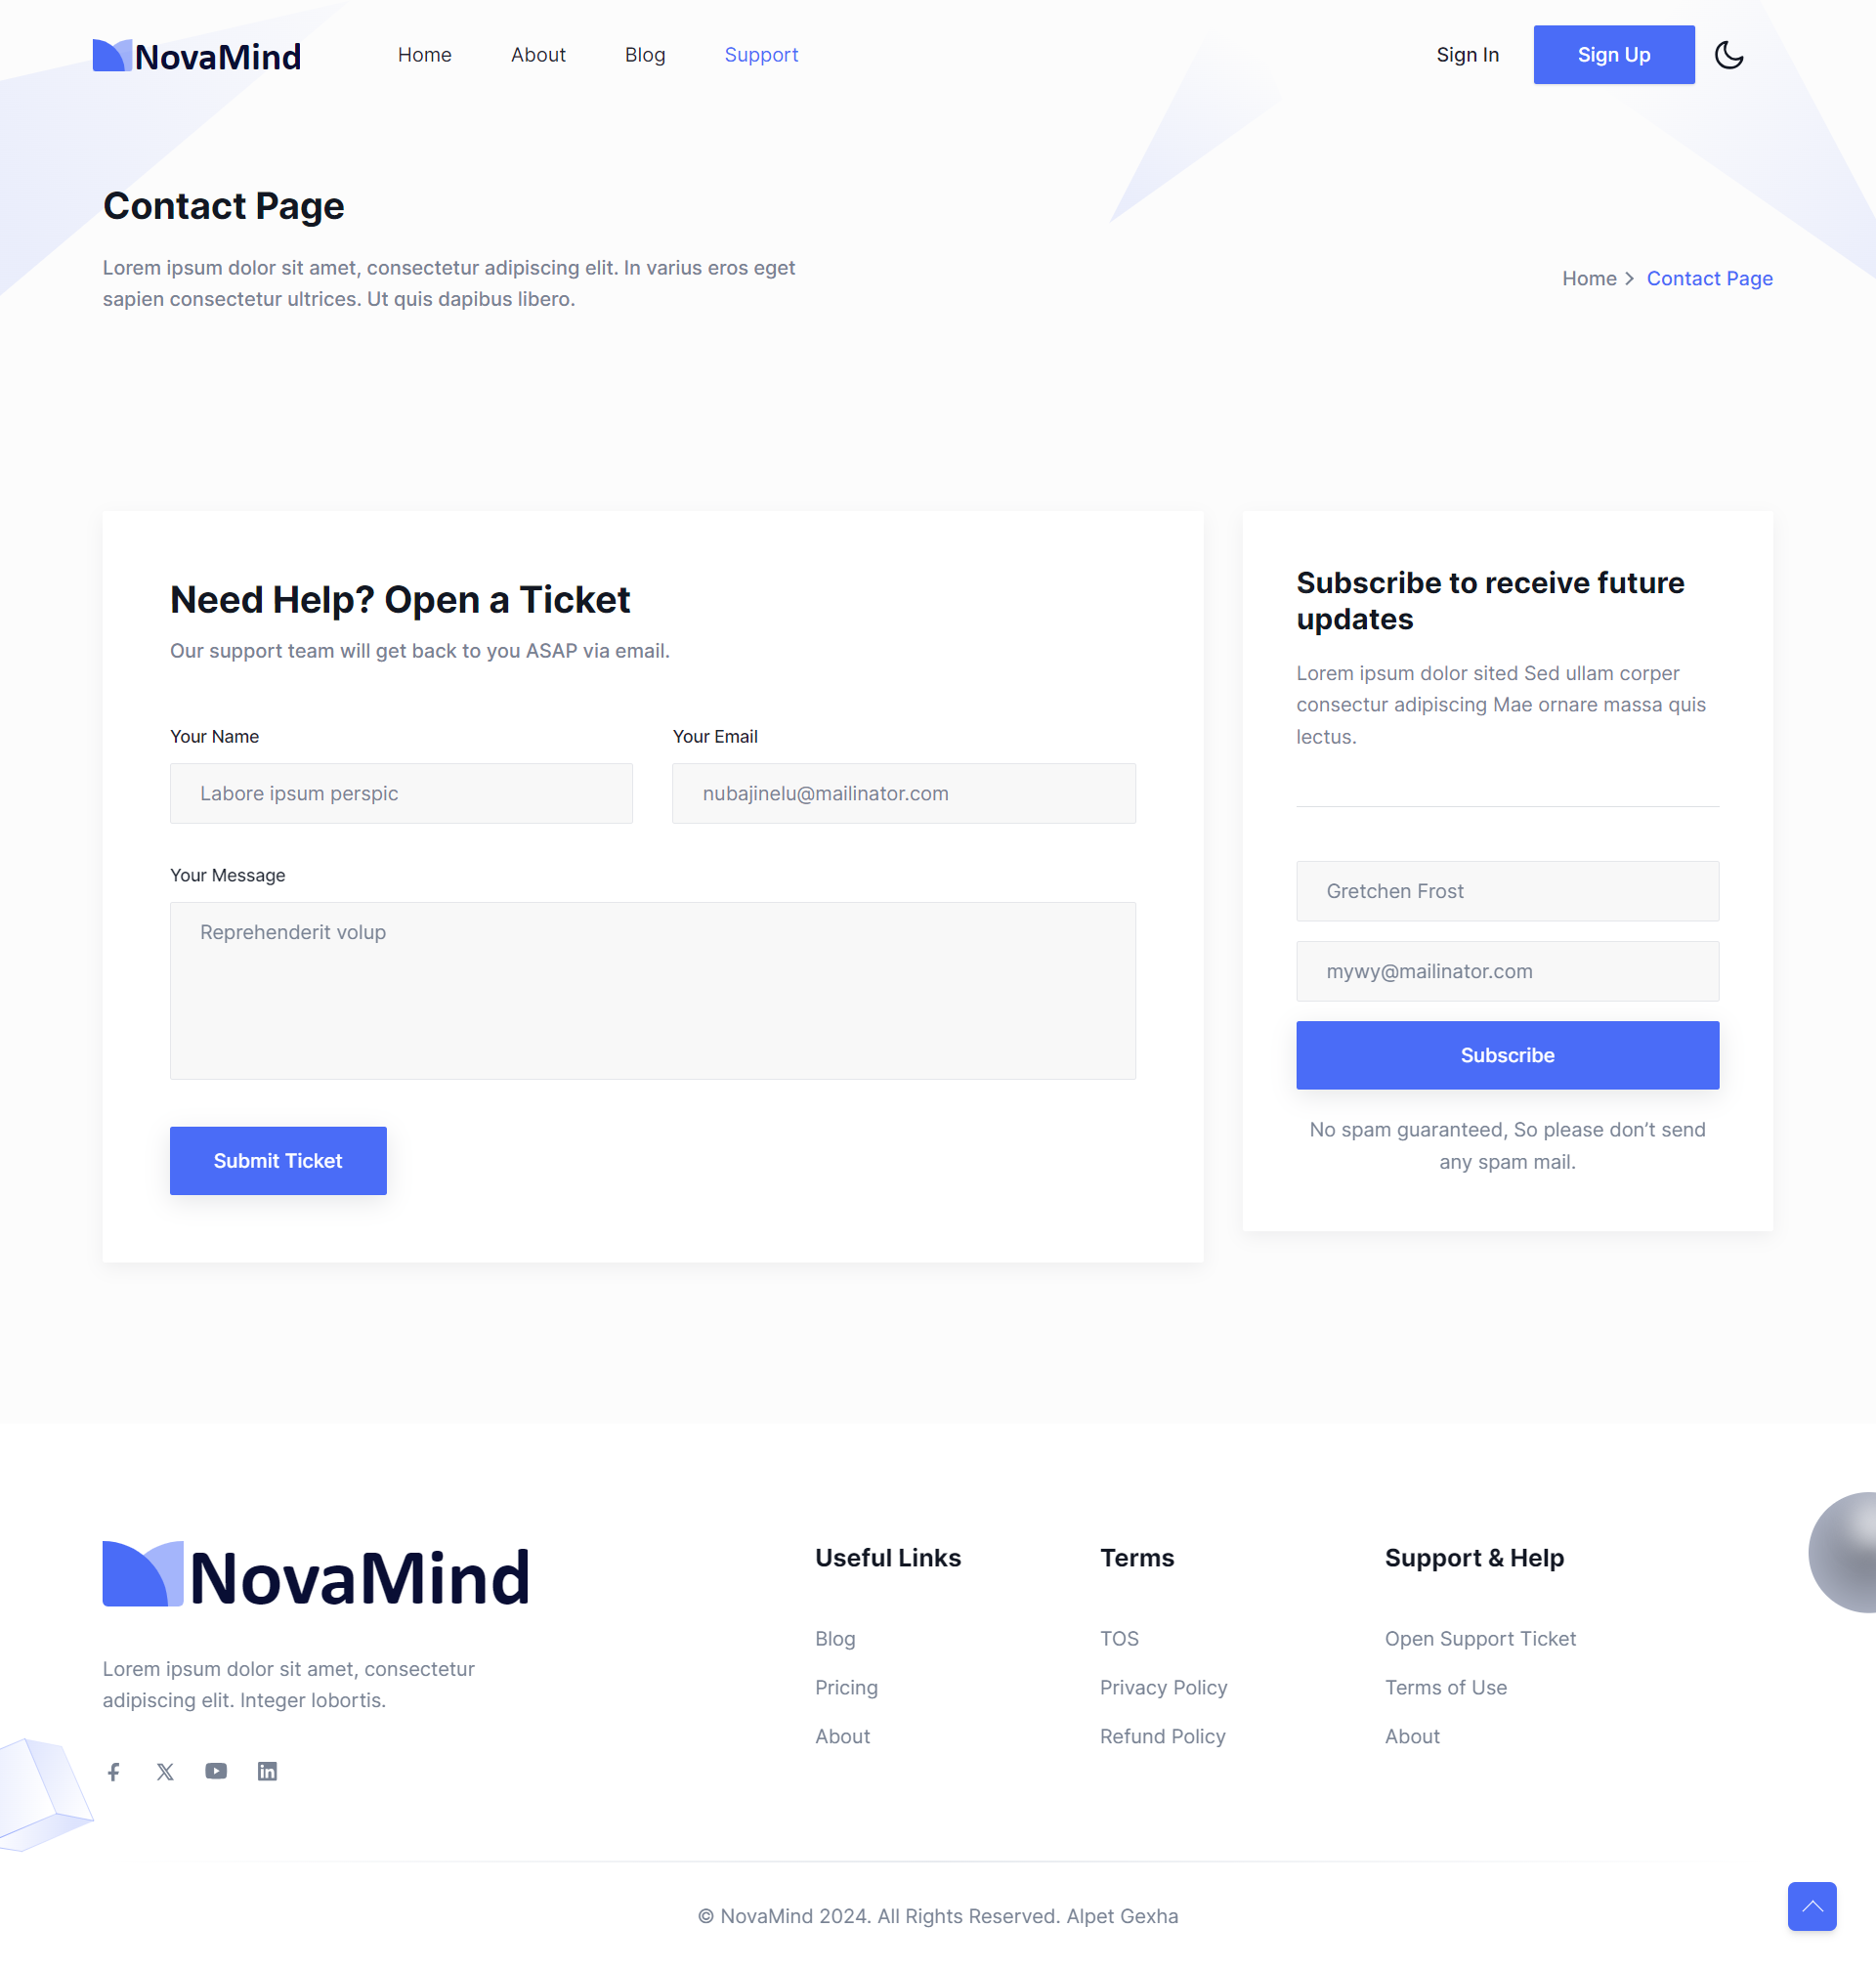 NovaMind
Home
About
Blog
Support
Sign In
Sign Up
Contact Page
Lorem ipsum dolor sit amet, consectetur adipiscing elit. In varius eros eget
sapien consectetur ultrices. Ut quis dapibus libero.
Home
Contact Page
Need Help? Open a Ticket
Our support team will get back to you ASAP via email.
Your Name
Your Email
Labore ipsum perspic
nubajinelu@mailinator.com
Your Message
Reprehenderit volup
Submit Ticket
Subscribe to receive future
updates
Lorem ipsum dolor sited Sed ullam corper
consectur adipiscing Mae ornare massa quis
lectus.
Gretchen Frost
mywy@mailinator.com
Subscribe
No spam guaranteed, So please don’t send
any spam mail.
NovaMind
Lorem ipsum dolor sit amet, consectetur
adipiscing elit. Integer lobortis.
Useful Links
Blog
Pricing
About
Terms
TOS
Privacy Policy
Refund Policy
Support & Help
Open Support Ticket
Terms of Use
About
© NovaMind 2024. All Rights Reserved. Alpet Gexha